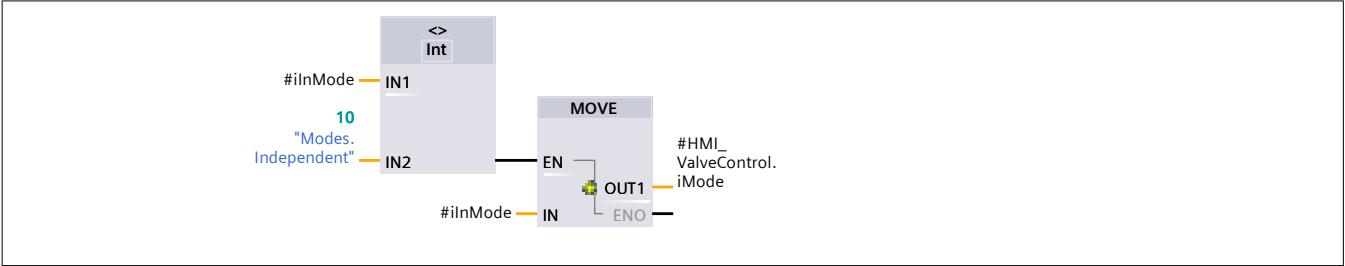 <>
Int
#iInMode
IN1
10
"Modes.
Independent"
IN2
MOVE
EN
#HMI_
ValveControl.
iMode
OUT1
#iInMode
IN
ENO